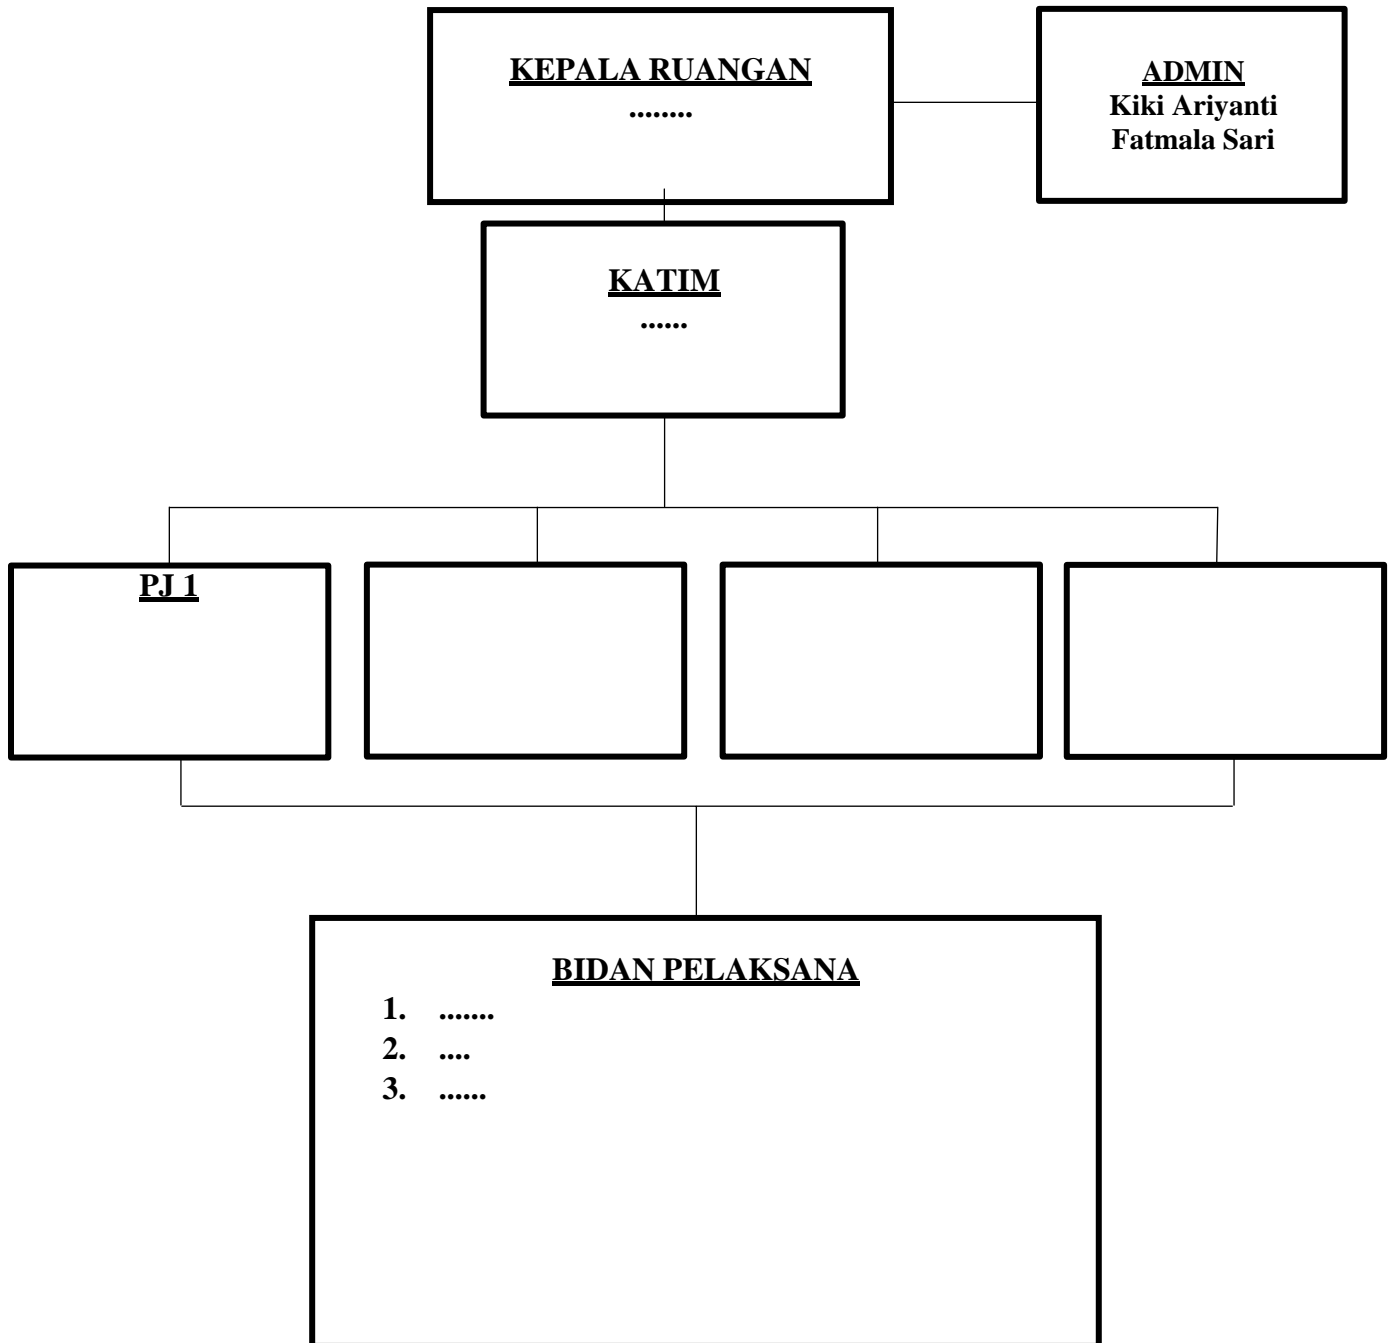 KEPALA RUANGAN
........
ADMIN
Kiki Ariyanti
Fatmala Sari
KATIM
......
PJ 1
BIDAN PELAKSANA
1. .......
2. ....
3. ......